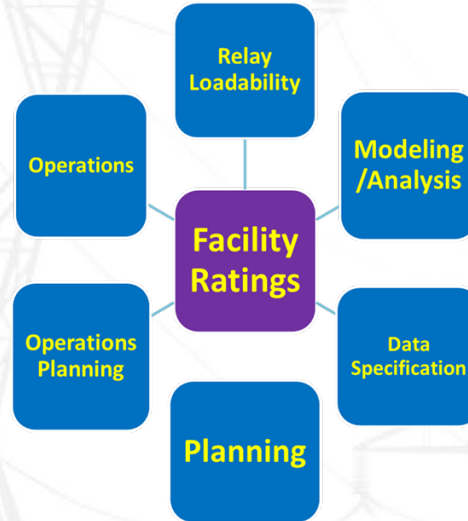 Relay
Loadability
Operations
Modeling
/Analysis
Facility
Ratings
Operations
Planning
Data
Specification
Planning